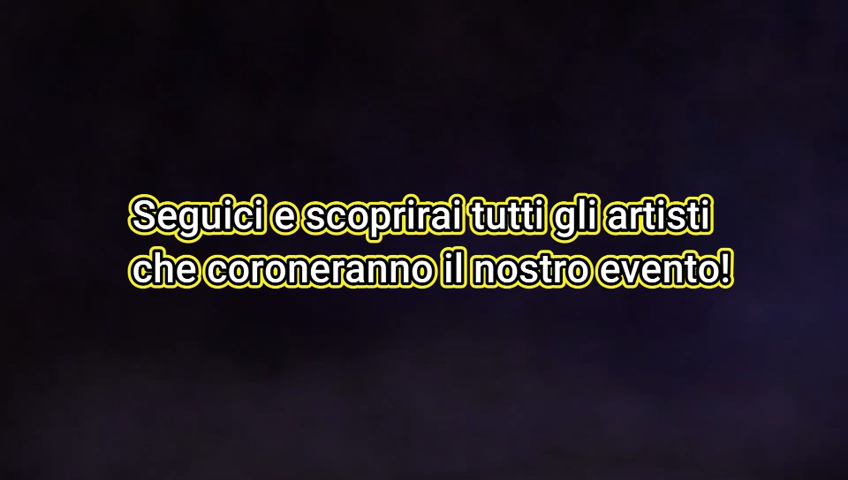 Seguici e scoprirai tutti gli artisti
che coroneranno il nostro evento!